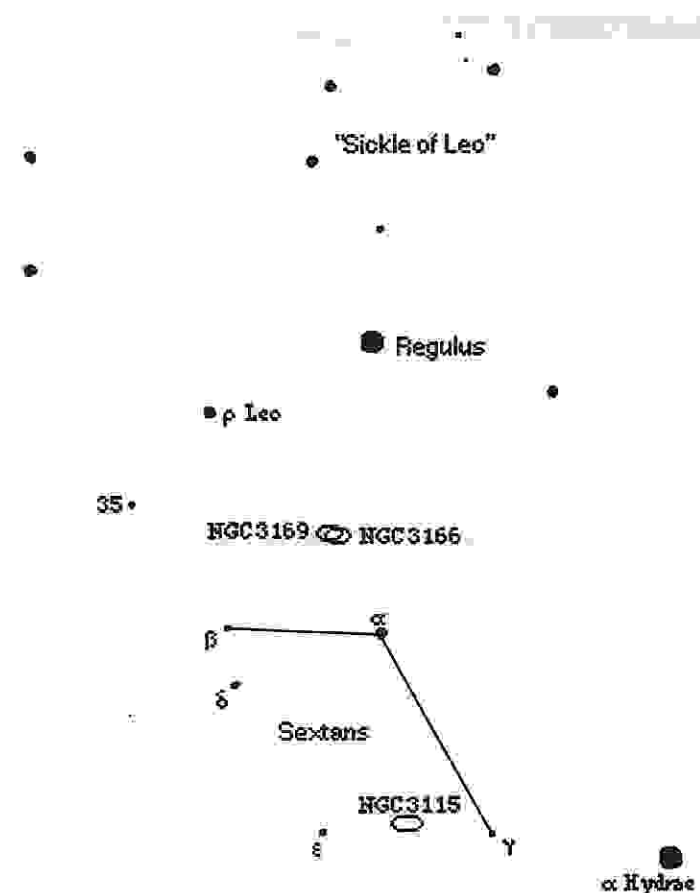 "Sickle of Leo"
Regulus
ρ Leo
35
NGC3169
NGC3166
α
β
δ
Sextans
NGC3115
ε
γ
α Hydrae